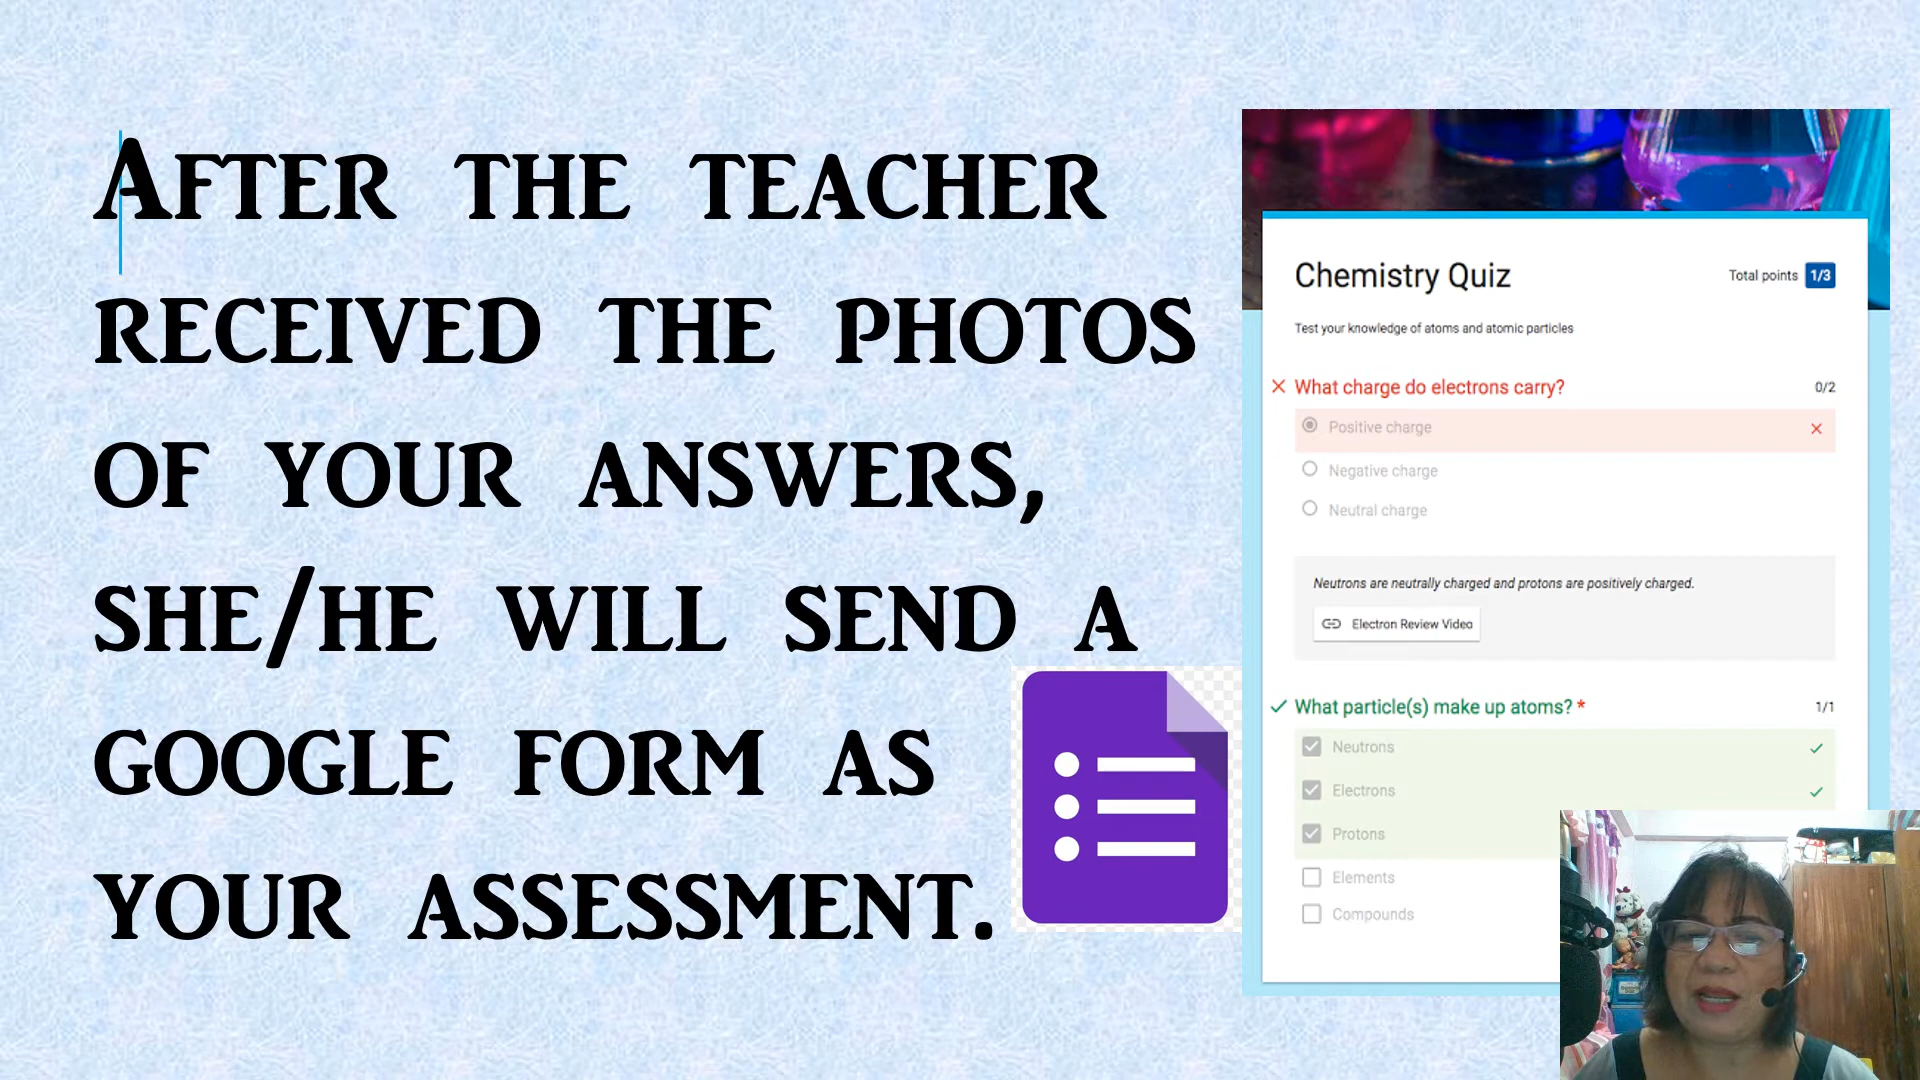 After the teacher
received the photos
of your answers,
she/he will send a
google form as
your assessment.
Chemistry Quiz
Total points 1/3
Test your knowledge of atoms and atomic particles
What charge do electrons carry?
0/2
Positive charge
Negative charge
Neutral charge
Neutrons are neutrally charged and protons are positively charged.
Electron Review Video
What particle(s) make up atoms? *
1/1
Neutrons
Electrons
Protons
Elements
Compounds